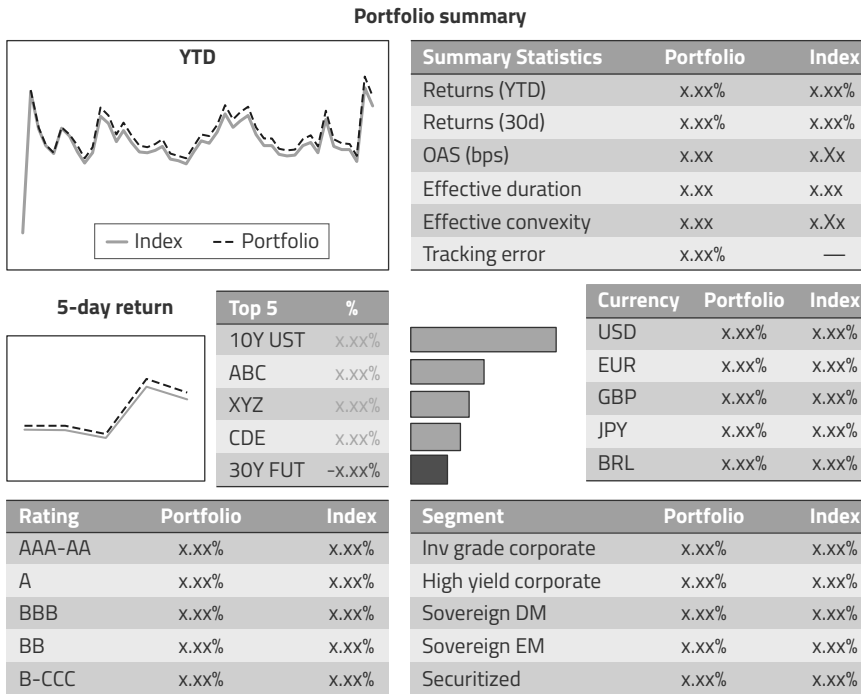 Portfolio summary
YTD
Index Portfolio
Summary Statistics Portfolio Index
Returns (YTD) x.xx% x.xx%
Returns (30d) x.xx% x.xx%
OAS (bps) x.xx x.Xx
Effective duration x.xx x.xx
Effective convexity x.xx x.Xx
Tracking error x.xx% —
5-day return
Top 5 %
10Y UST x.xx%
ABC x.xx%
XYZ x.xx%
CDE x.xx%
30Y FUT -x.xx%
Currency Portfolio Index
USD x.xx% x.xx%
EUR x.xx% x.xx%
GBP x.xx% x.xx%
JPY x.xx% x.xx%
BRL x.xx% x.xx%
Rating Portfolio Index
AAA-AA x.xx% x.xx%
A x.xx% x.xx%
BBB x.xx% x.xx%
BB x.xx% x.xx%
B-CCC x.xx% x.xx%
Segment Portfolio Index
Inv grade corporate x.xx% x.xx%
High yield corporate x.xx% x.xx%
Sovereign DM x.xx% x.xx%
Sovereign EM x.xx% x.xx%
Securitized x.xx% x.xx%